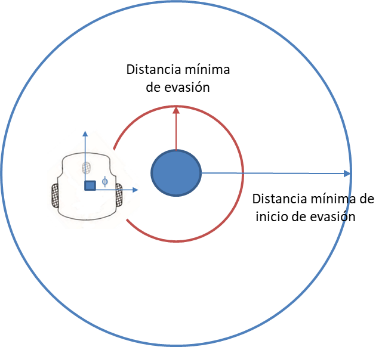 Distancia mínima
de evasión
ϕ
Distancia mínima de
inicio de evasión